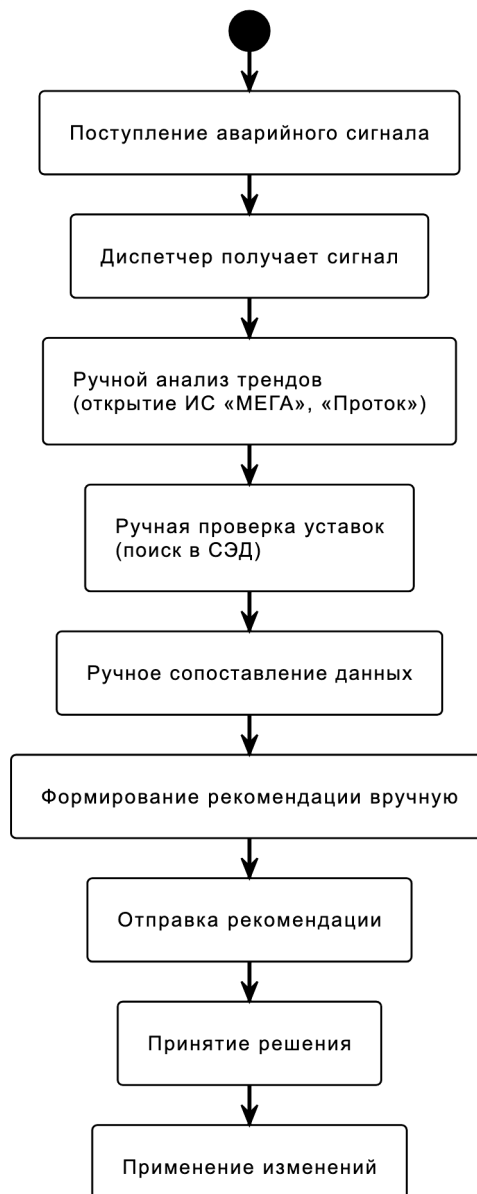 Поступление аварийного сигнала
Диспетчер получает сигнал
Ручной анализ трендов
(открытие ИС «МЕГА», «Проток»)
Ручная проверка уставок
(поиск в СЭД)
Ручное сопоставление данных
Формирование рекомендации вручную
Отправка рекомендации
Принятие решения
Применение изменений